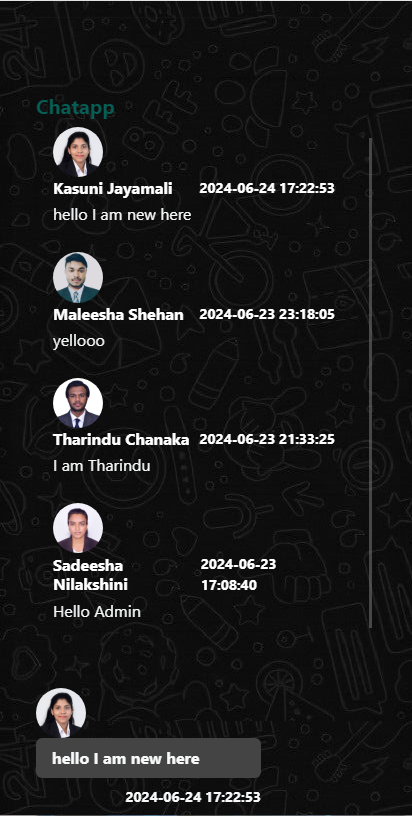 Chatapp
Kasuni Jayamali 2024-06-24 17:22:53
hello I am new here
Maleesha Shehan 2024-06-23 23:18:05
yellooo
Tharindu Chanaka 2024-06-23 21:33:25
I am Tharindu
Sadeesha 2024-06-23
Nilakshini 17:08:40
Hello Admin
hello I am new here
2024-06-24 17:22:53